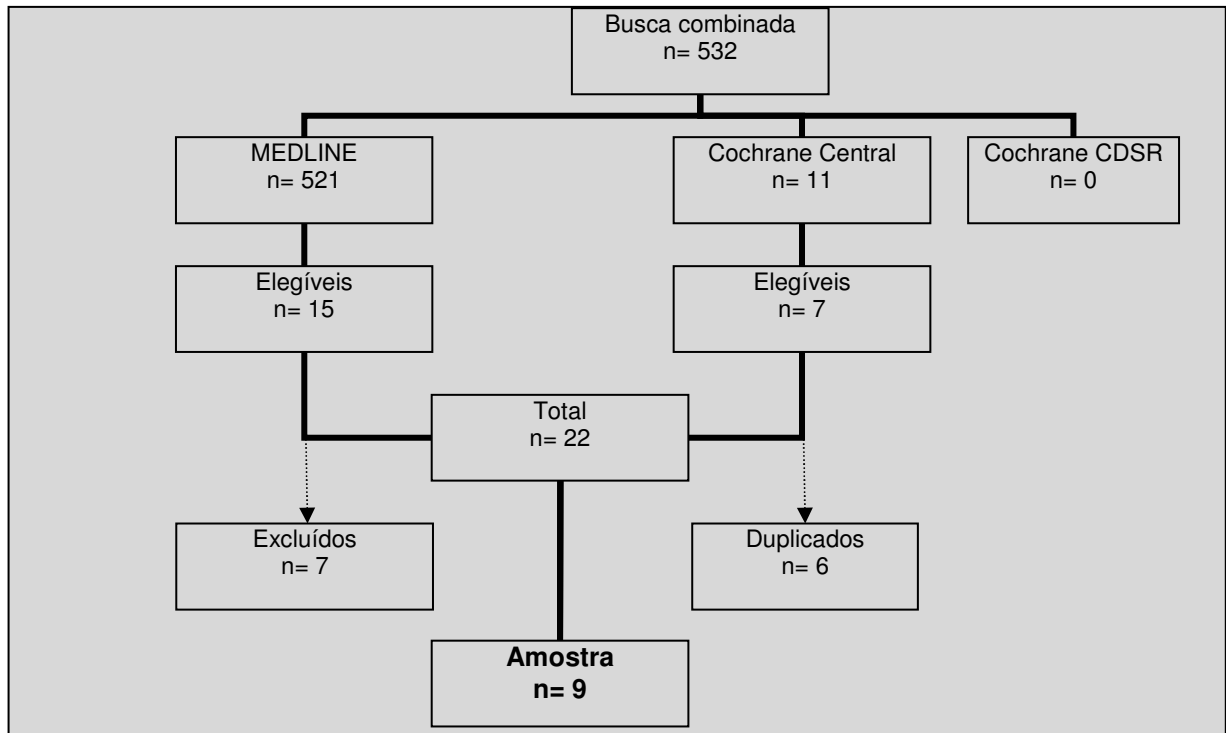 Busca combinada
n= 532
MEDLINE
n= 521
Cochrane Central
n= 11
Cochrane CDSR
n= 0
Elegíveis
n= 15
Elegíveis
n= 7
Total
n= 22
Excluídos
n= 7
Duplicados
n= 6
Amostra
n= 9